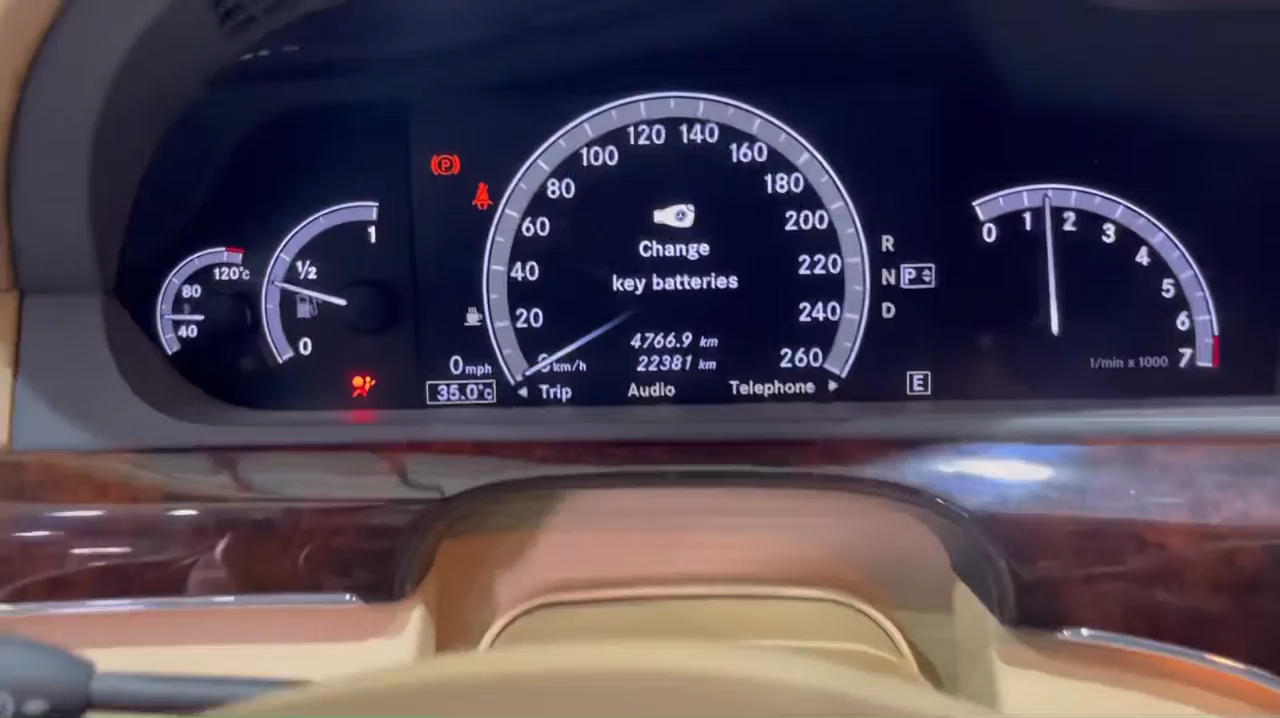 120°c
80
40
1
½
0
P
0 mph
35.0°c
0
20
40
60
80
100
120
140
160
180
200
220
240
260
km/h
Change
key batteries
4766.9 km
22381 km
Trip
Audio
Telephone
R
N P
D
E
0
1
2
3
4
5
6
7
1/min x 1000